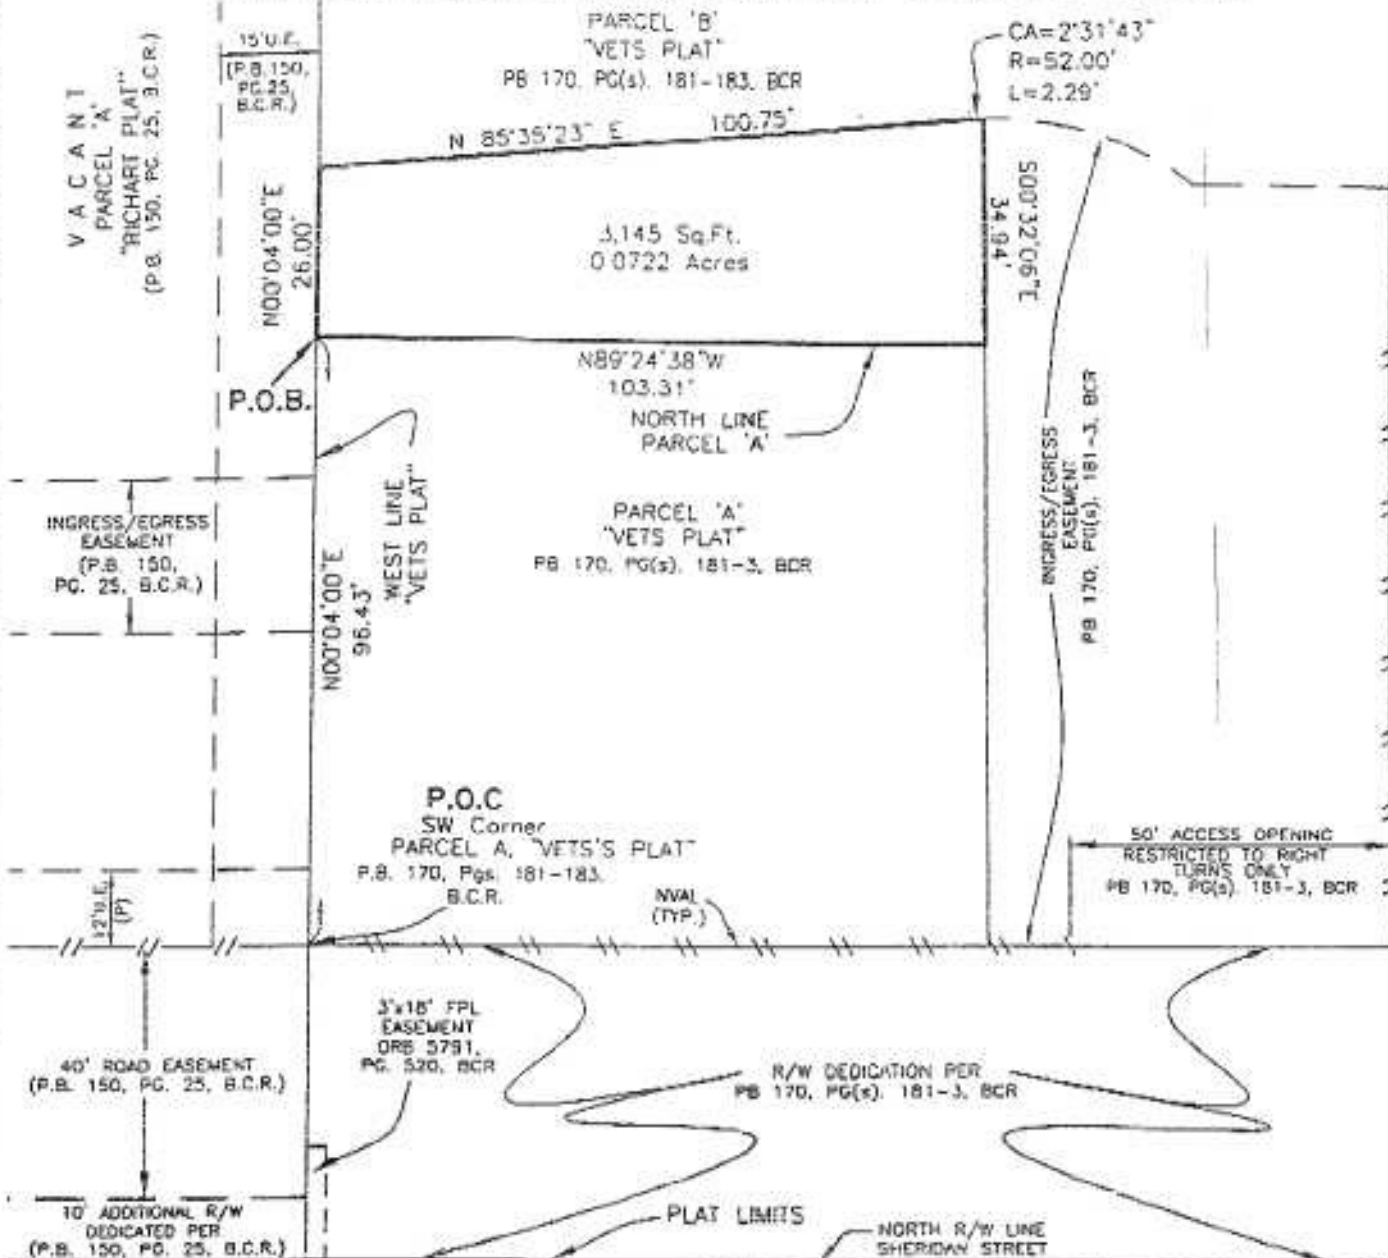 PARCEL 'B'
"VETS PLAT"
PB 170, PG(s). 181-183, BCR
CA=2°31'43"
R=52.00'
L=2.29'
15'U.E.
(P.B.150,
PG.25,
B.C.R.)
V A C A N T
PARCEL 'A'
"RICHART PLAT"
(P.B. 150, PG. 25, B.C.R.)
N 85°35'23" E 100.75'
N00°04'00"E
26.00'
3,145 Sq.Ft.
0.0722 Acres
S00°32'06"E
34.94'
N89°24'38"W
103.31'
P.O.B.
NORTH LINE
PARCEL 'A'
WEST LINE
"VETS PLAT"
INGRESS/EGRESS
EASEMENT
(P.B. 150,
PG. 25, B.C.R.)
PARCEL 'A'
"VETS PLAT"
PB 170, PG(s). 181-3, BCR
INGRESS/EGRESS
EASEMENT
PB 170, PG(s). 181-3, BCR
N00°04'00"E
96.43'
P.O.C
SW Corner
PARCEL A, "VETS'S PLAT"
P.B. 170, Pgs. 181-183,
B.C.R.
NVAL
(TYP.)
50' ACCESS OPENING
RESTRICTED TO RIGHT
TURNS ONLY
PB 170, PG(s). 181-3, BCR
12'U.E.
(P)
3'x18' FPL
EASEMENT
ORB 5791,
PG. 520, BCR
40' ROAD EASEMENT
(P.B. 150, PG. 25, B.C.R.)
R/W DEDICATION PER
PB 170, PG(s). 181-3, BCR
10' ADDITIONAL R/W
DEDICATED PER
(P.B. 150, PG. 25, B.C.R.)
PLAT LIMITS
NORTH R/W LINE
SHERIDAN STREET